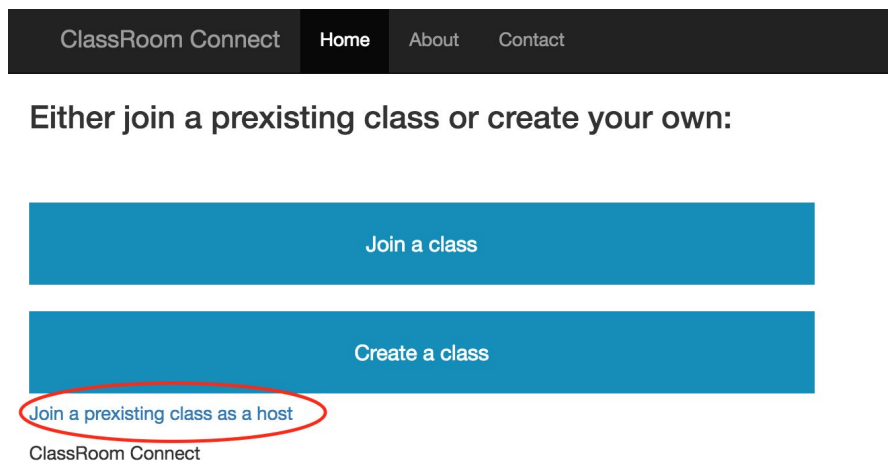 ClassRoom Connect Home About Contact
Either join a prexisting class or create your own:
Join a class
Create a class
Join a prexisting class as a host
ClassRoom Connect